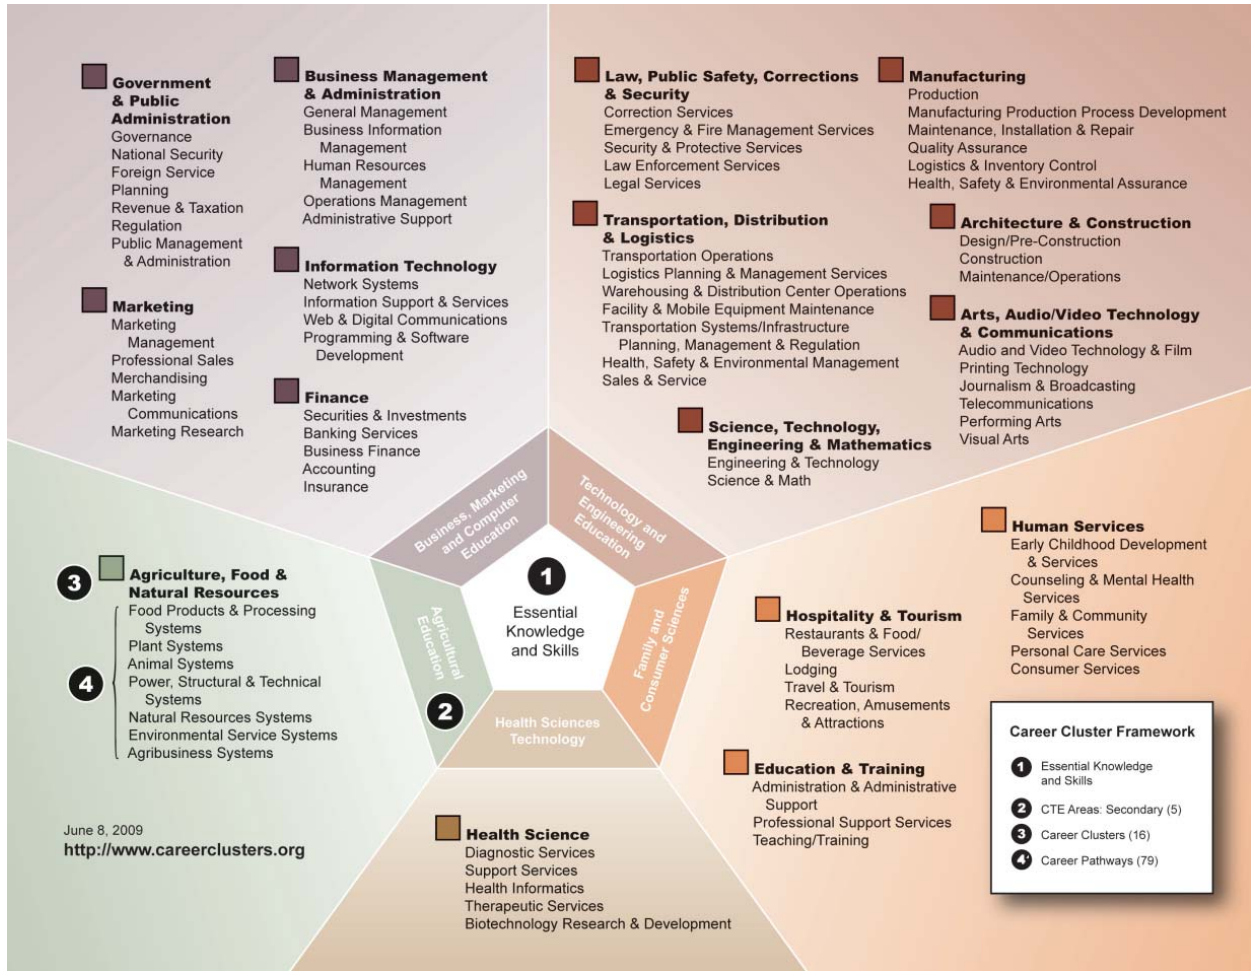 Government
& Public
Administration
Governance
National Security
Foreign Service
Planning
Revenue & Taxation
Regulation
Public Management
& Administration
Marketing
Marketing
Management
Professional Sales
Merchandising
Marketing
Communications
Marketing Research
Business Management
& Administration
General Management
Business Information
Management
Human Resources
Management
Operations Management
Administrative Support
Information Technology
Network Systems
Information Support & Services
Web & Digital Communications
Programming & Software
Development
Finance
Securities & Investments
Banking Services
Business Finance
Accounting
Insurance
Law, Public Safety, Corrections
& Security
Correction Services
Emergency & Fire Management Services
Security & Protective Services
Law Enforcement Services
Legal Services
Transportation, Distribution
& Logistics
Transportation Operations
Logistics Planning & Management Services
Warehousing & Distribution Center Operations
Facility & Mobile Equipment Maintenance
Transportation Systems/Infrastructure
Planning, Management & Regulation
Health, Safety & Environmental Management
Sales & Service
Science, Technology,
Engineering & Mathematics
Engineering & Technology
Science & Math
Manufacturing
Production
Manufacturing Production Process Development
Maintenance, Installation & Repair
Quality Assurance
Logistics & Inventory Control
Health, Safety & Environmental Assurance
Architecture & Construction
Design/Pre-Construction
Construction
Maintenance/Operations
Arts, Audio/Video Technology
& Communications
Audio and Video Technology & Film
Printing Technology
Journalism & Broadcasting
Telecommunications
Performing Arts
Visual Arts
Business, Marketing
and Computer
Education
Technology and
Engineering
Education
1
Essential
Knowledge
and Skills
Agricultural
Education
2
Family and
Consumer Sciences
Health Sciences
Technology
3
Agriculture, Food &
Natural Resources
4
Food Products & Processing
Systems
Plant Systems
Animal Systems
Power, Structural & Technical
Systems
Natural Resources Systems
Environmental Service Systems
Agribusiness Systems
June 8, 2009
http://www.careerclusters.org
Health Science
Diagnostic Services
Support Services
Health Informatics
Therapeutic Services
Biotechnology Research & Development
Hospitality & Tourism
Restaurants & Food/
Beverage Services
Lodging
Travel & Tourism
Recreation, Amusements
& Attractions
Education & Training
Administration & Administrative
Support
Professional Support Services
Teaching/Training
Human Services
Early Childhood Development
& Services
Counseling & Mental Health
Services
Family & Community
Services
Personal Care Services
Consumer Services
Career Cluster Framework
1 Essential Knowledge
and Skills
2 CTE Areas: Secondary (5)
3 Career Clusters (16)
4 Career Pathways (79)